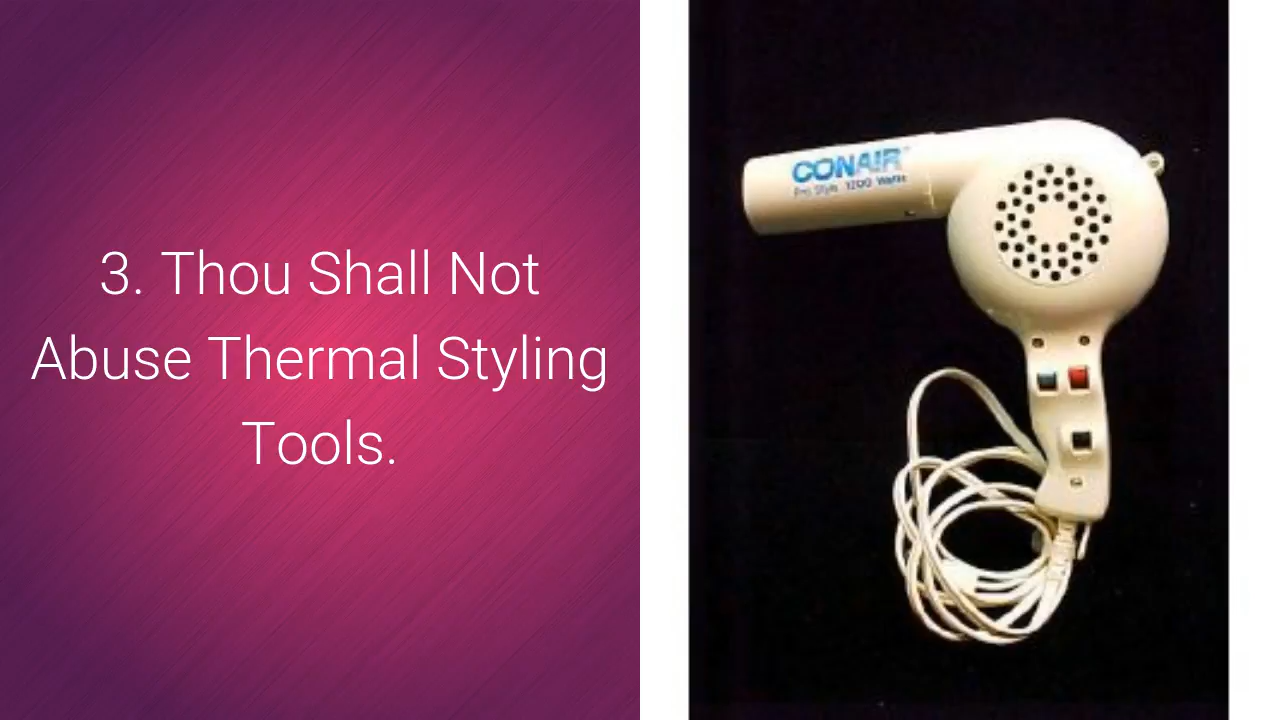 3. Thou Shall Not
Abuse Thermal Styling
Tools.
CONAIR
Pro Style 1200 Watts